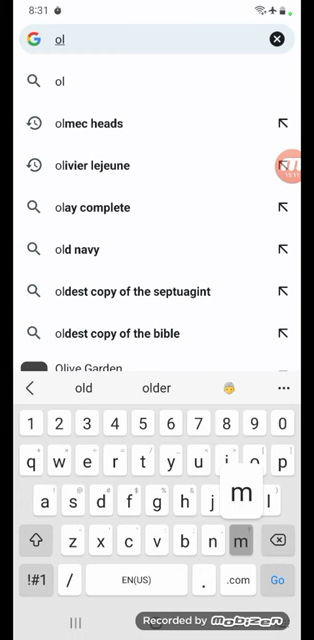 8:31
ol
ol
olmec heads
olivier lejeune
olay complete
old navy
oldest copy of the septuagint
oldest copy of the bible
Olive Garden
old older 👵 ...
1 2 3 4 5 6 7 8 9 0
q w e r t y u i o p
a s d f g h j m l
z x c v b n m
!#1 / EN(US) . .com Go
Recorded by mobizen